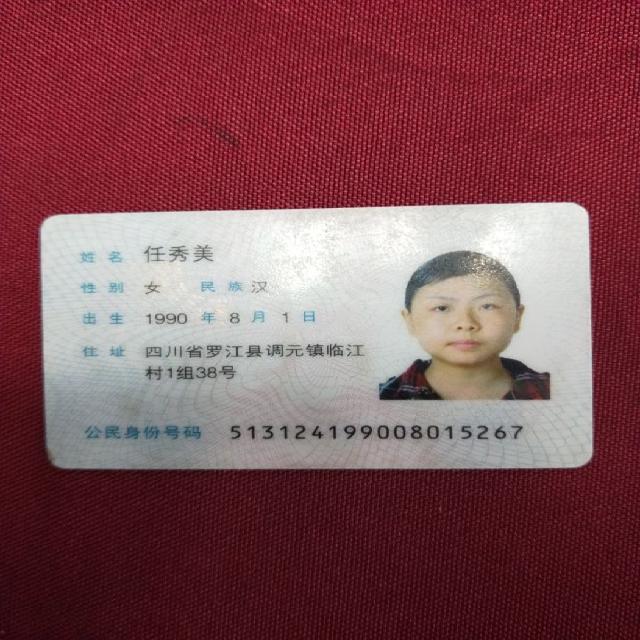 姓名 任秀美
性别 女 民族 汉
出生 1990 年 8 月 1 日
住址 四川省罗江县调元镇临江
村1组38号
公民身份号码 513124199008015267